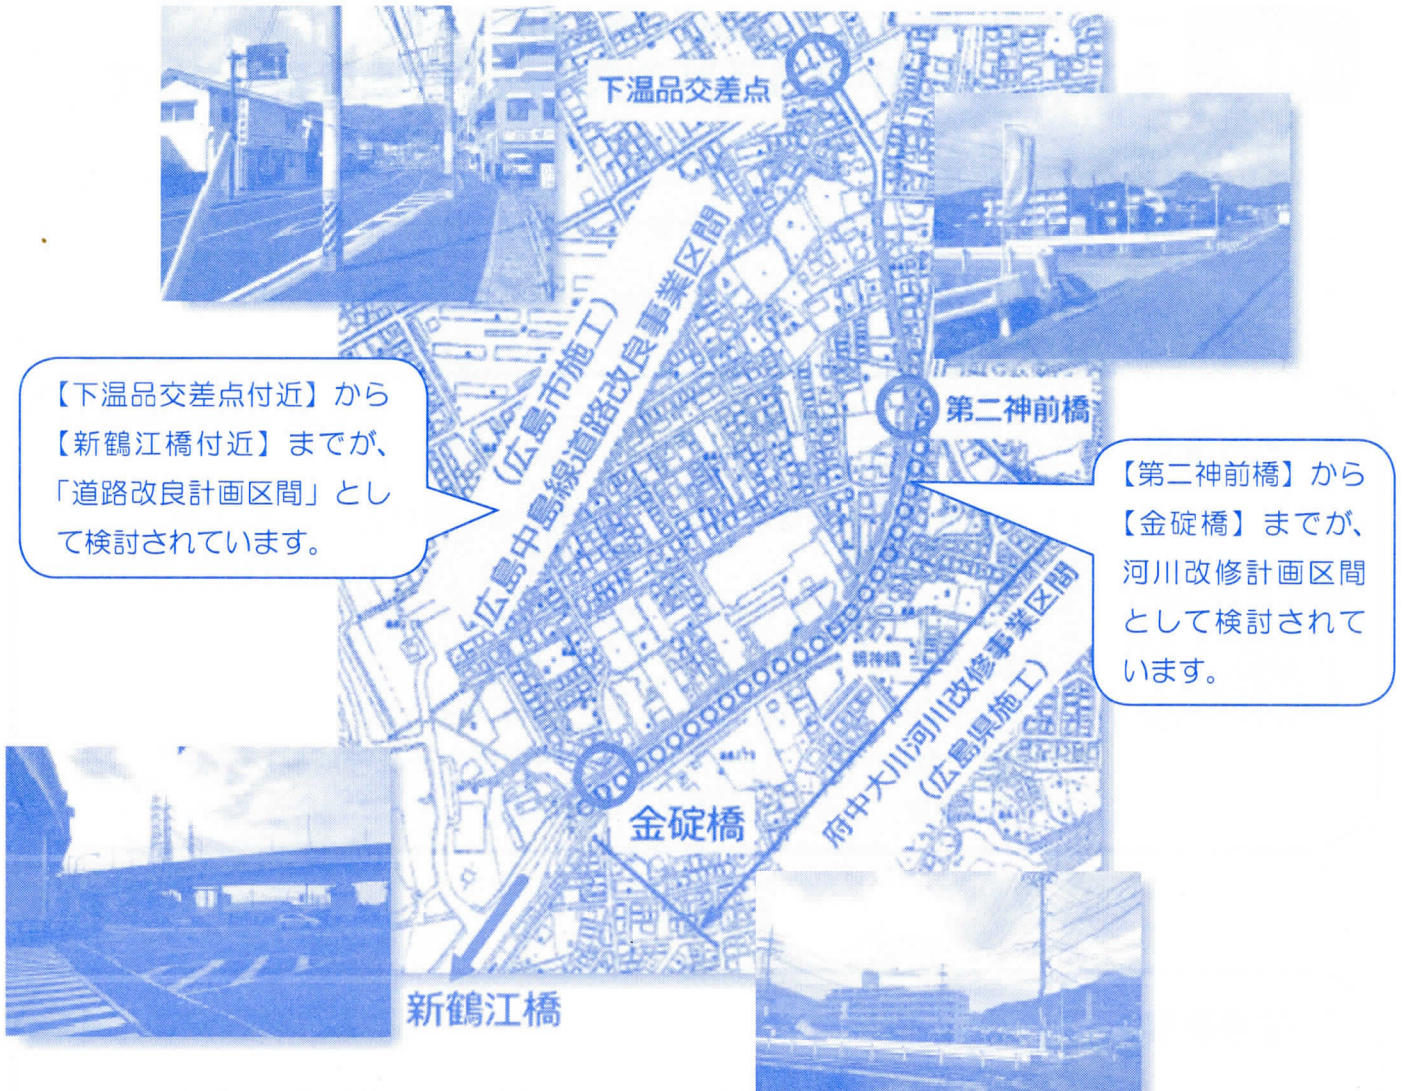 下温品交差点
(広島市施工)
広島中島線道路改良事業区間
【下温品交差点付近】から
【新鶴江橋付近】までが、
「道路改良計画区間」とし
て検討されています。
第二神前橋
【第二神前橋】から
【金碇橋】までが、
河川改修計画区間
として検討されて
います。
府中大川河川改修事業区間
(広島県施工)
金碇橋
新鶴江橋